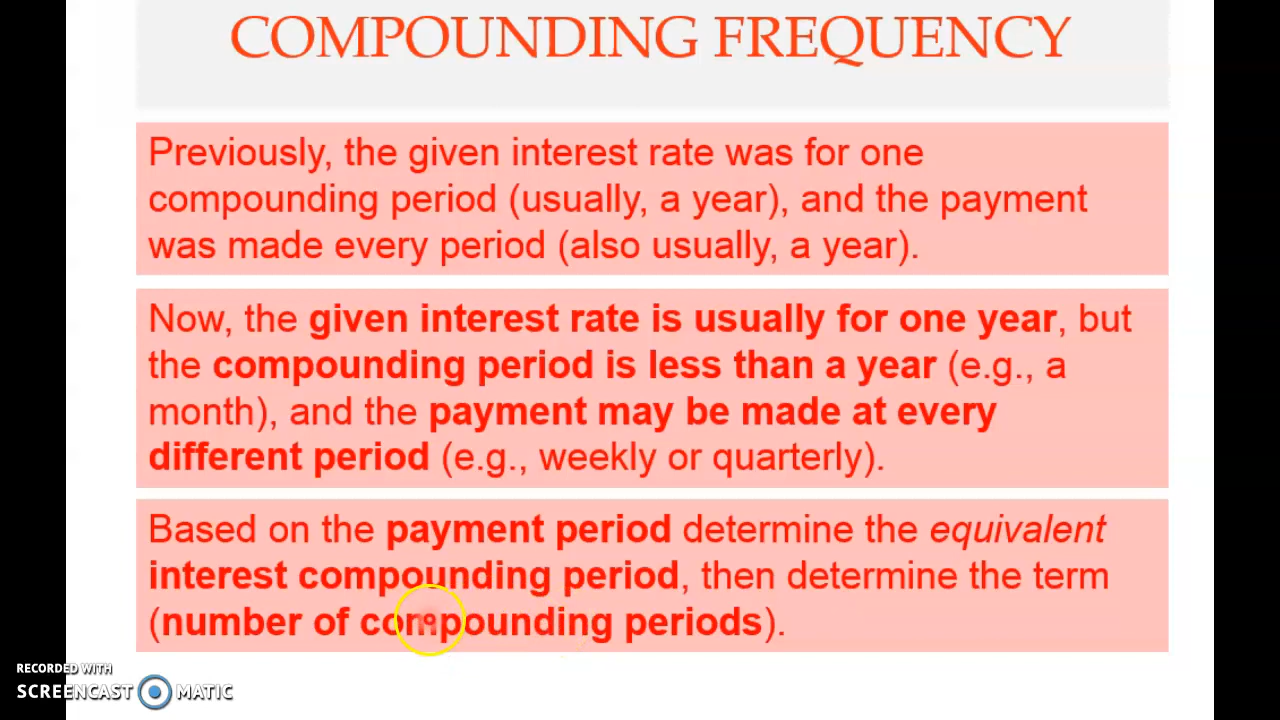 COMPOUNDING FREQUENCY
Previously, the given interest rate was for one
compounding period (usually, a year), and the payment
was made every period (also usually, a year).
Now, the given interest rate is usually for one year, but
the compounding period is less than a year (e.g., a
month), and the payment may be made at every
different period (e.g., weekly or quarterly).
Based on the payment period determine the equivalent
interest compounding period, then determine the term
(number of compounding periods).
RECORDED WITH
SCREENCAST MATIC